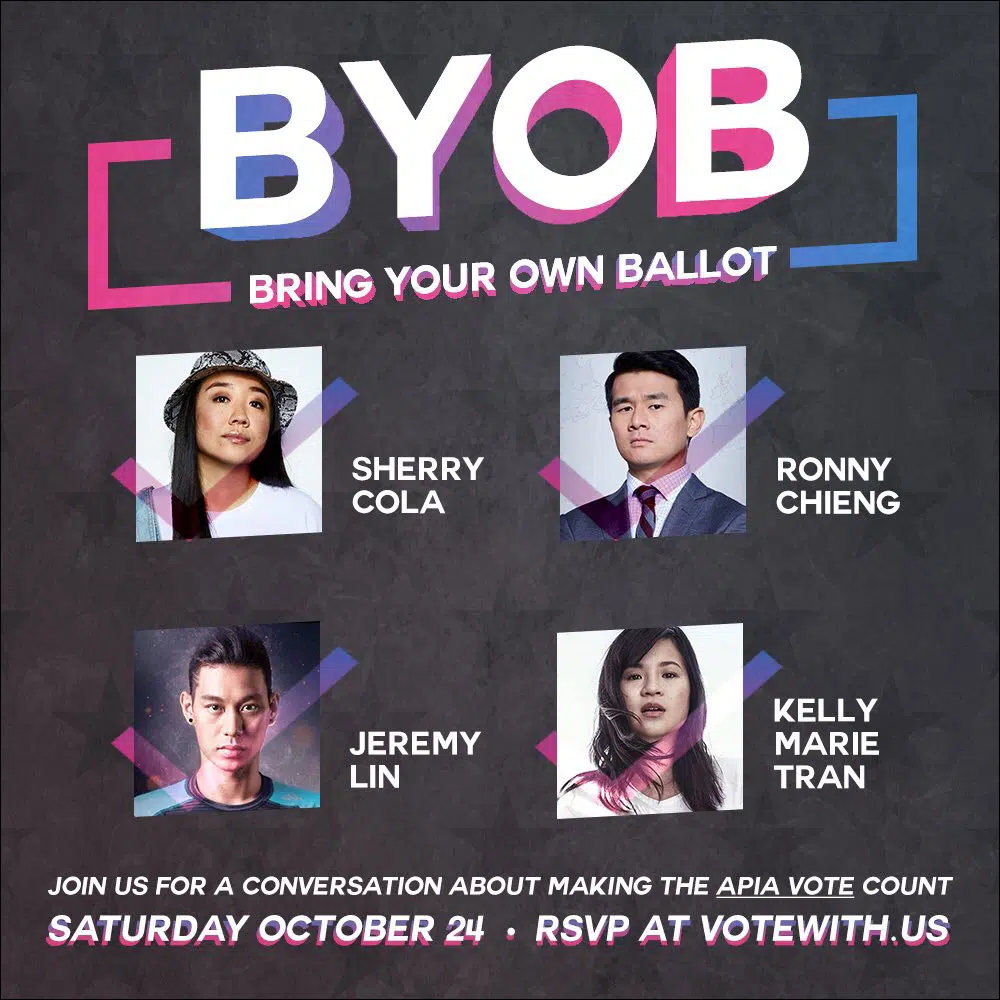 BYOB
BRING YOUR OWN BALLOT
SHERRY
COLA
RONNY
CHIENG
JEREMY
LIN
KELLY
MARIE
TRAN
JOIN US FOR A CONVERSATION ABOUT MAKING THE APIA VOTE COUNT
SATURDAY OCTOBER 24 • RSVP AT VOTEWITH.US